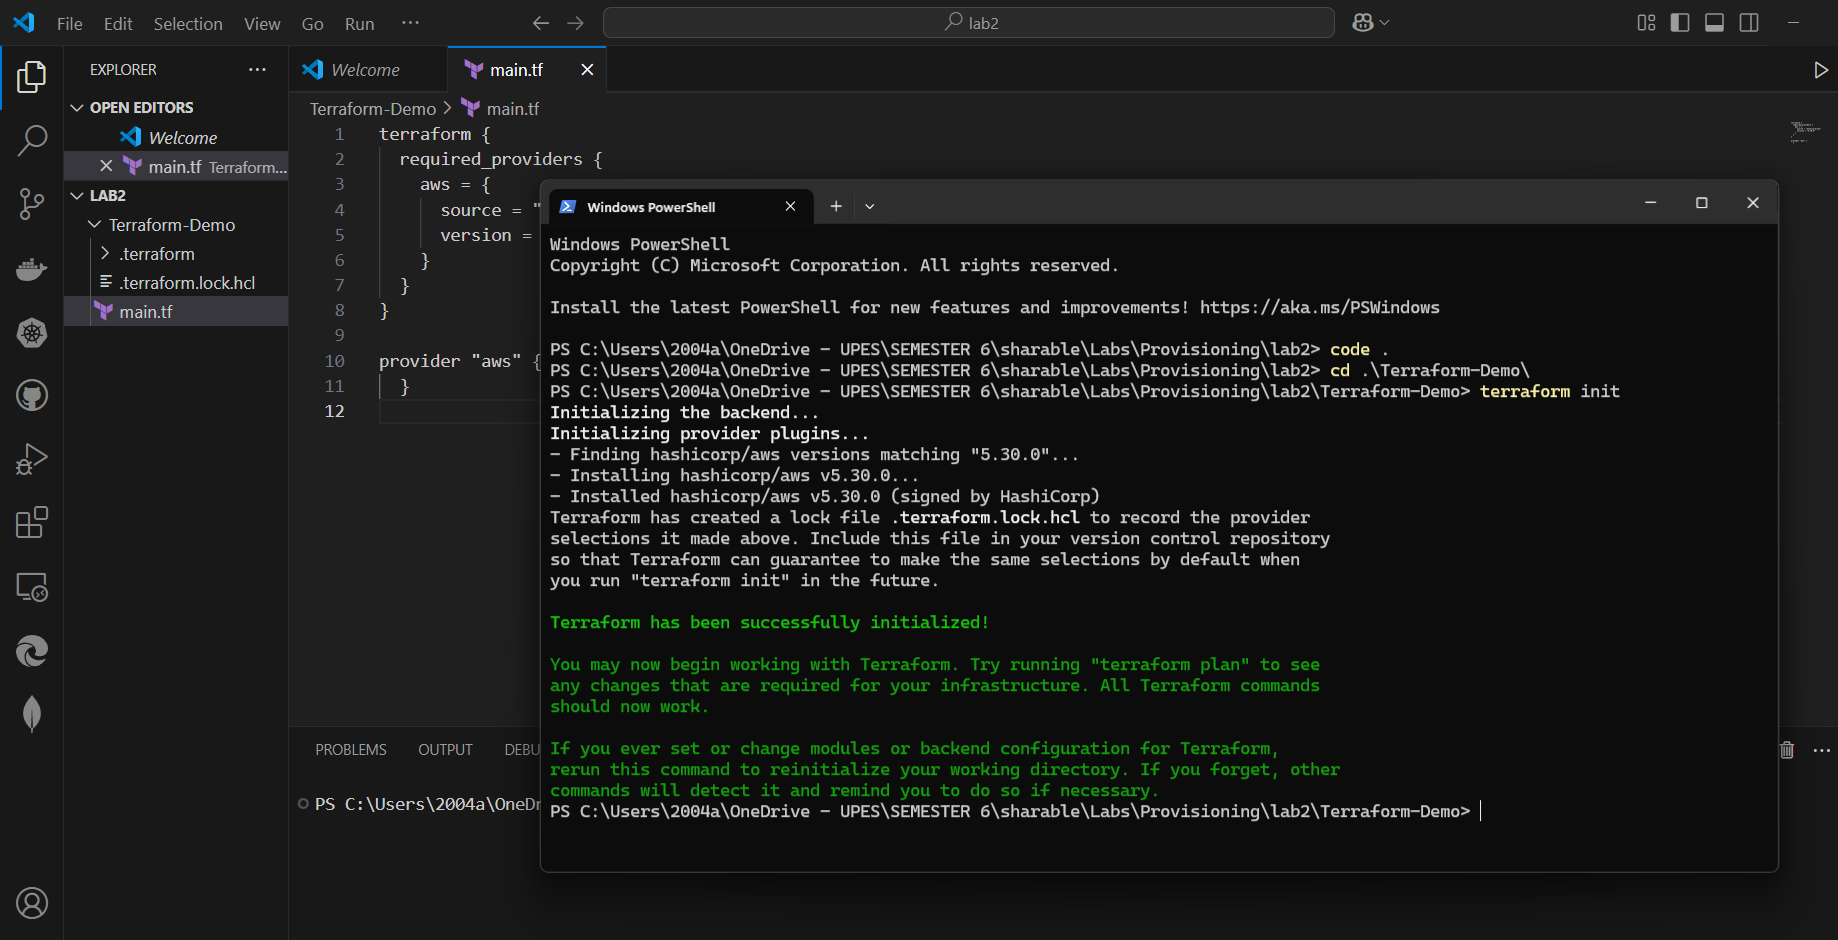 File Edit Selection View Go Run ···
lab2
EXPLORER ···
OPEN EDITORS
Welcome
main.tf Terraform...
LAB2
Terraform-Demo
.terraform
.terraform.lock.hcl
main.tf
Welcome
main.tf
Terraform-Demo > main.tf
1 terraform {
2 required_providers {
3 aws = {
4 source = "
5 version =
6 }
7 }
8 }
9
10 provider "aws" {
11 }
12
PROBLEMS OUTPUT DEBU
PS C:\Users\2004a\OneDr
Windows PowerShell
Windows PowerShell
Copyright (C) Microsoft Corporation. All rights reserved.
Install the latest PowerShell for new features and improvements! https://aka.ms/PSWindows
PS C:\Users\2004a\OneDrive - UPES\SEMESTER 6\sharable\Labs\Provisioning\lab2> code .
PS C:\Users\2004a\OneDrive - UPES\SEMESTER 6\sharable\Labs\Provisioning\lab2> cd .\Terraform-Demo\
PS C:\Users\2004a\OneDrive - UPES\SEMESTER 6\sharable\Labs\Provisioning\lab2\Terraform-Demo> terraform init
Initializing the backend...
Initializing provider plugins...
- Finding hashicorp/aws versions matching "5.30.0"...
- Installing hashicorp/aws v5.30.0...
- Installed hashicorp/aws v5.30.0 (signed by HashiCorp)
Terraform has created a lock file .terraform.lock.hcl to record the provider
selections it made above. Include this file in your version control repository
so that Terraform can guarantee to make the same selections by default when
you run "terraform init" in the future.
Terraform has been successfully initialized!
You may now begin working with Terraform. Try running "terraform plan" to see
any changes that are required for your infrastructure. All Terraform commands
should now work.
If you ever set or change modules or backend configuration for Terraform,
rerun this command to reinitialize your working directory. If you forget, other
commands will detect it and remind you to do so if necessary.
PS C:\Users\2004a\OneDrive - UPES\SEMESTER 6\sharable\Labs\Provisioning\lab2\Terraform-Demo>